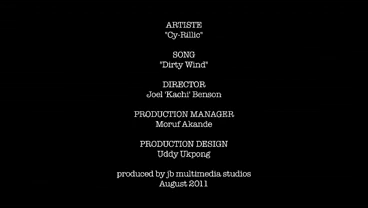 ARTISTE
"Cy-Rillic"
SONG
"Dirty Wind"
DIRECTOR
Joel 'Kachi' Benson
PRODUCTION MANAGER
Moruf Akande
PRODUCTION DESIGN
Uddy Ukpong
produced by jb multimedia studios
August 2011